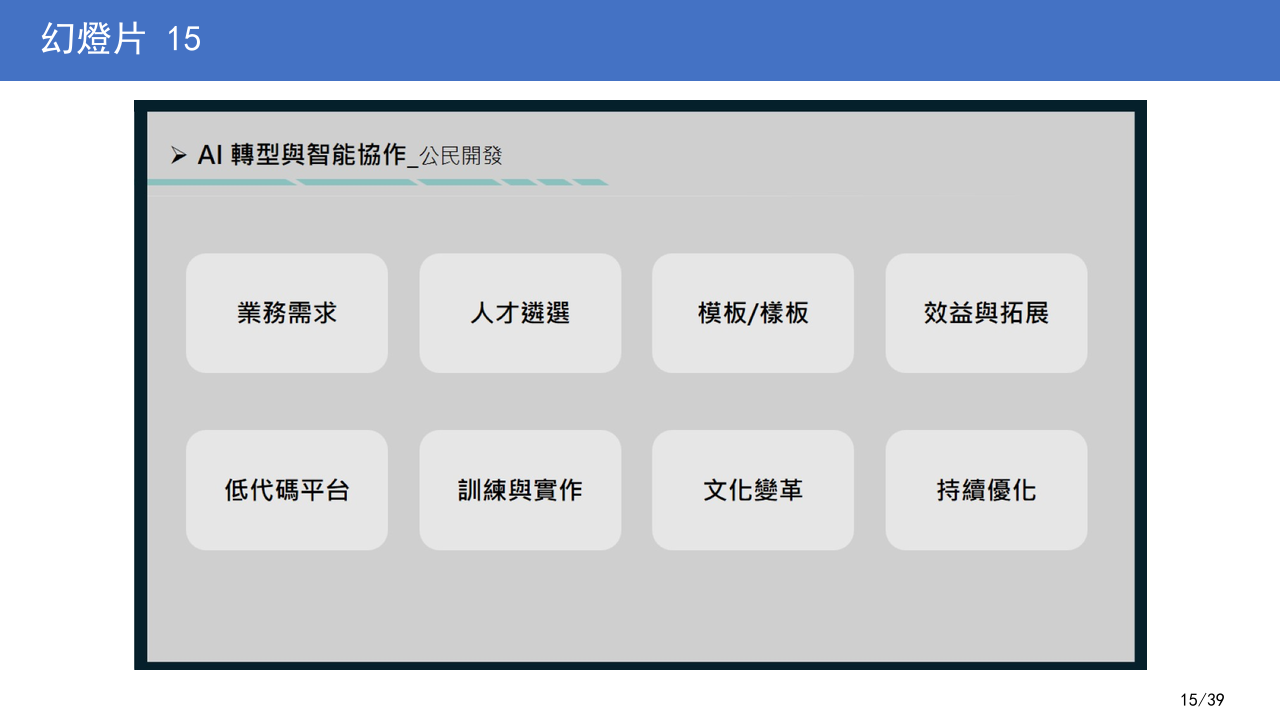 幻燈片 15
➢ AI 轉型與智能協作_公民開發
業務需求
人才遴選
模板/樣板
效益與拓展
低代碼平台
訓練與實作
文化變革
持續優化
15/39